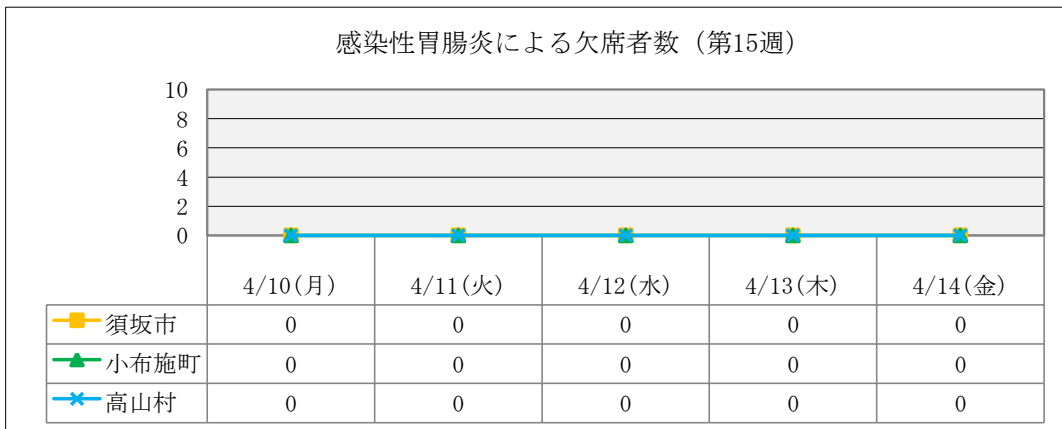 感染性胃腸炎による欠席者数（第15週）
10
8
6
4
2
0
4/10(月) 4/11(火) 4/12(水) 4/13(木) 4/14(金)
須坂市 0 0 0 0 0
小布施町 0 0 0 0 0
高山村 0 0 0 0 0